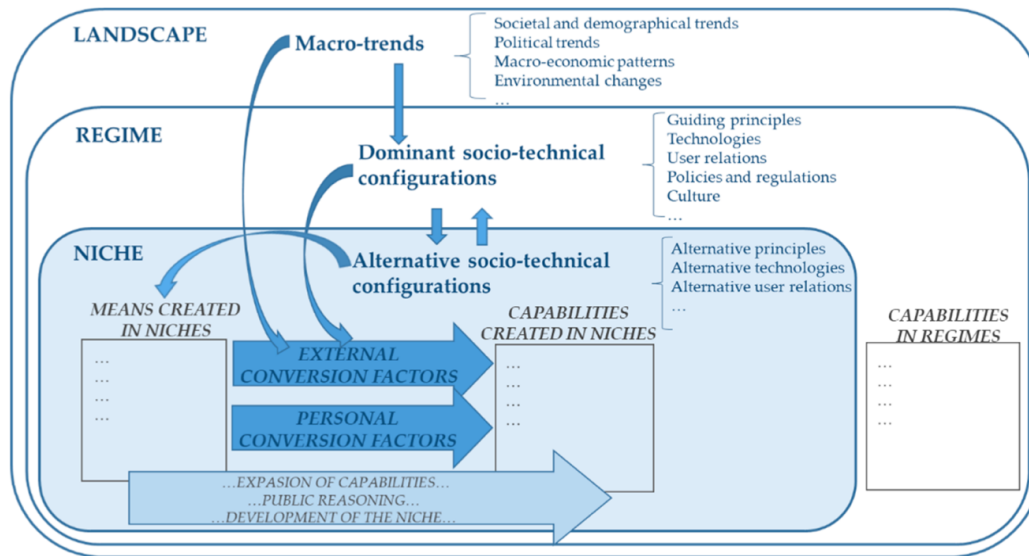 LANDSCAPE
Macro-trends
Societal and demographical trends
Political trends
Macro-economic patterns
Environmental changes
…
REGIME
Dominant socio-technical
configurations
Guiding principles
Technologies
User relations
Policies and regulations
Culture
…
NICHE
Alternative socio-technical
configurations
Alternative principles
Alternative technologies
Alternative user relations
…
MEANS CREATED
IN NICHES
…
…
…
…
EXTERNAL
CONVERSION FACTORS
PERSONAL
CONVERSION FACTORS
CAPABILITIES
CREATED IN NICHES
…
…
…
…
CAPABILITIES
IN REGIMES
…
…
…
…
…EXPASION OF CAPABILITIES…
…PUBLIC REASONING…
…DEVELOPMENT OF THE NICHE…